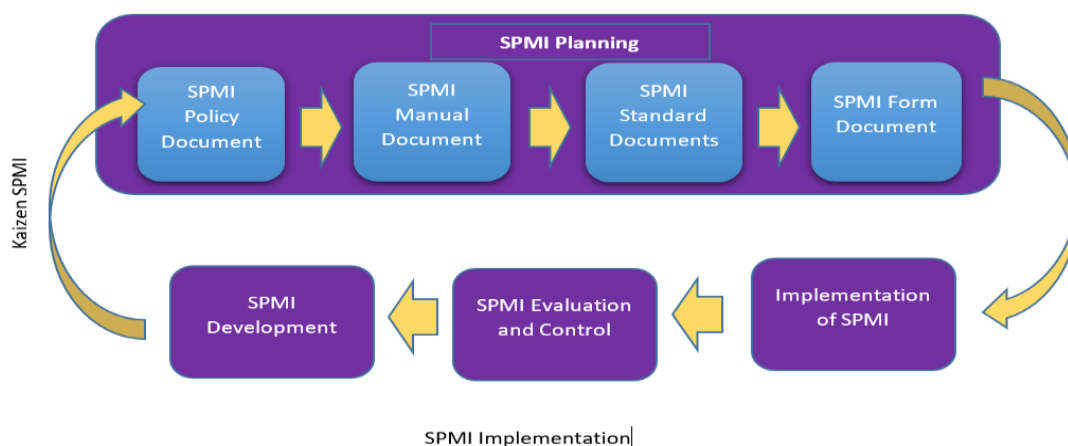 SPMI Planning
SPMI
Policy
Document
SPMI
Manual
Document
SPMI
Standard
Documents
SPMI Form
Document
Kaizen SPMI
SPMI
Development
SPMI Evaluation
and Control
Implementation
of SPMI
SPMI Implementation